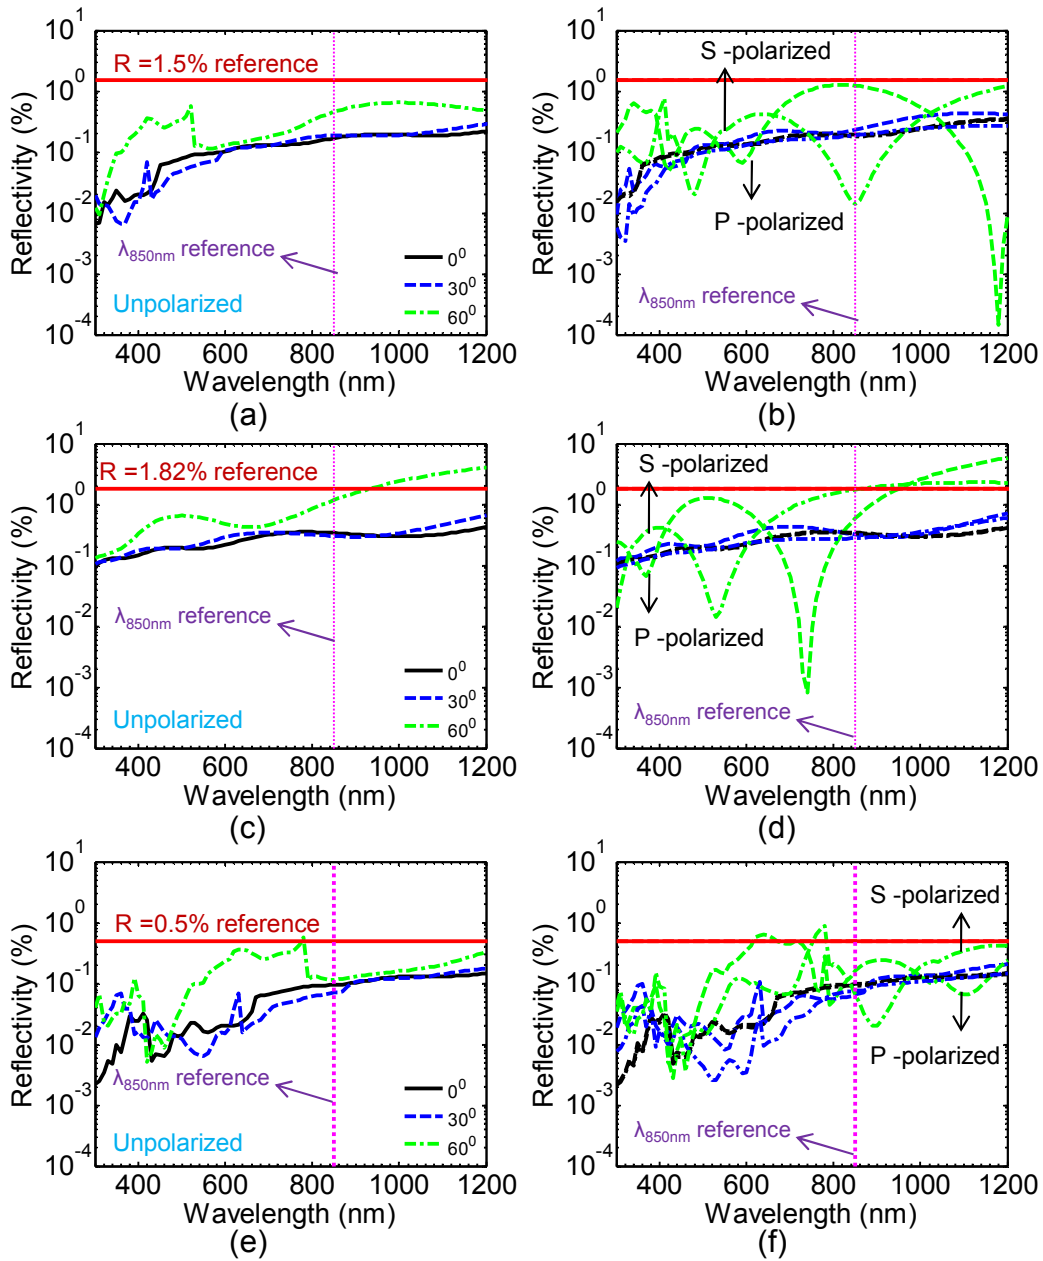 10¹
10⁰
10⁻¹
10⁻²
10⁻³
10⁻⁴
Reflectivity (%)
R =1.5% reference
λ850nm reference
Unpolarized
0⁰
30⁰
60⁰
400 600 800 1000 1200
Wavelength (nm)
(a)
10¹
10⁰
10⁻¹
10⁻²
10⁻³
10⁻⁴
Reflectivity (%)
S -polarized
P -polarized
λ850nm reference
400 600 800 1000 1200
Wavelength (nm)
(b)
10¹
10⁰
10⁻¹
10⁻²
10⁻³
10⁻⁴
Reflectivity (%)
R =1.82% reference
λ850nm reference
Unpolarized
0⁰
30⁰
60⁰
400 600 800 1000 1200
Wavelength (nm)
(c)
10¹
10⁰
10⁻¹
10⁻²
10⁻³
10⁻⁴
Reflectivity (%)
S -polarized
P -polarized
λ850nm reference
400 600 800 1000 1200
Wavelength (nm)
(d)
10¹
10⁰
10⁻¹
10⁻²
10⁻³
10⁻⁴
Reflectivity (%)
R =0.5% reference
λ850nm reference
Unpolarized
0⁰
30⁰
60⁰
400 600 800 1000 1200
Wavelength (nm)
(e)
10¹
10⁰
10⁻¹
10⁻²
10⁻³
10⁻⁴
Reflectivity (%)
S -polarized
P -polarized
λ850nm reference
400 600 800 1000 1200
Wavelength (nm)
(f)